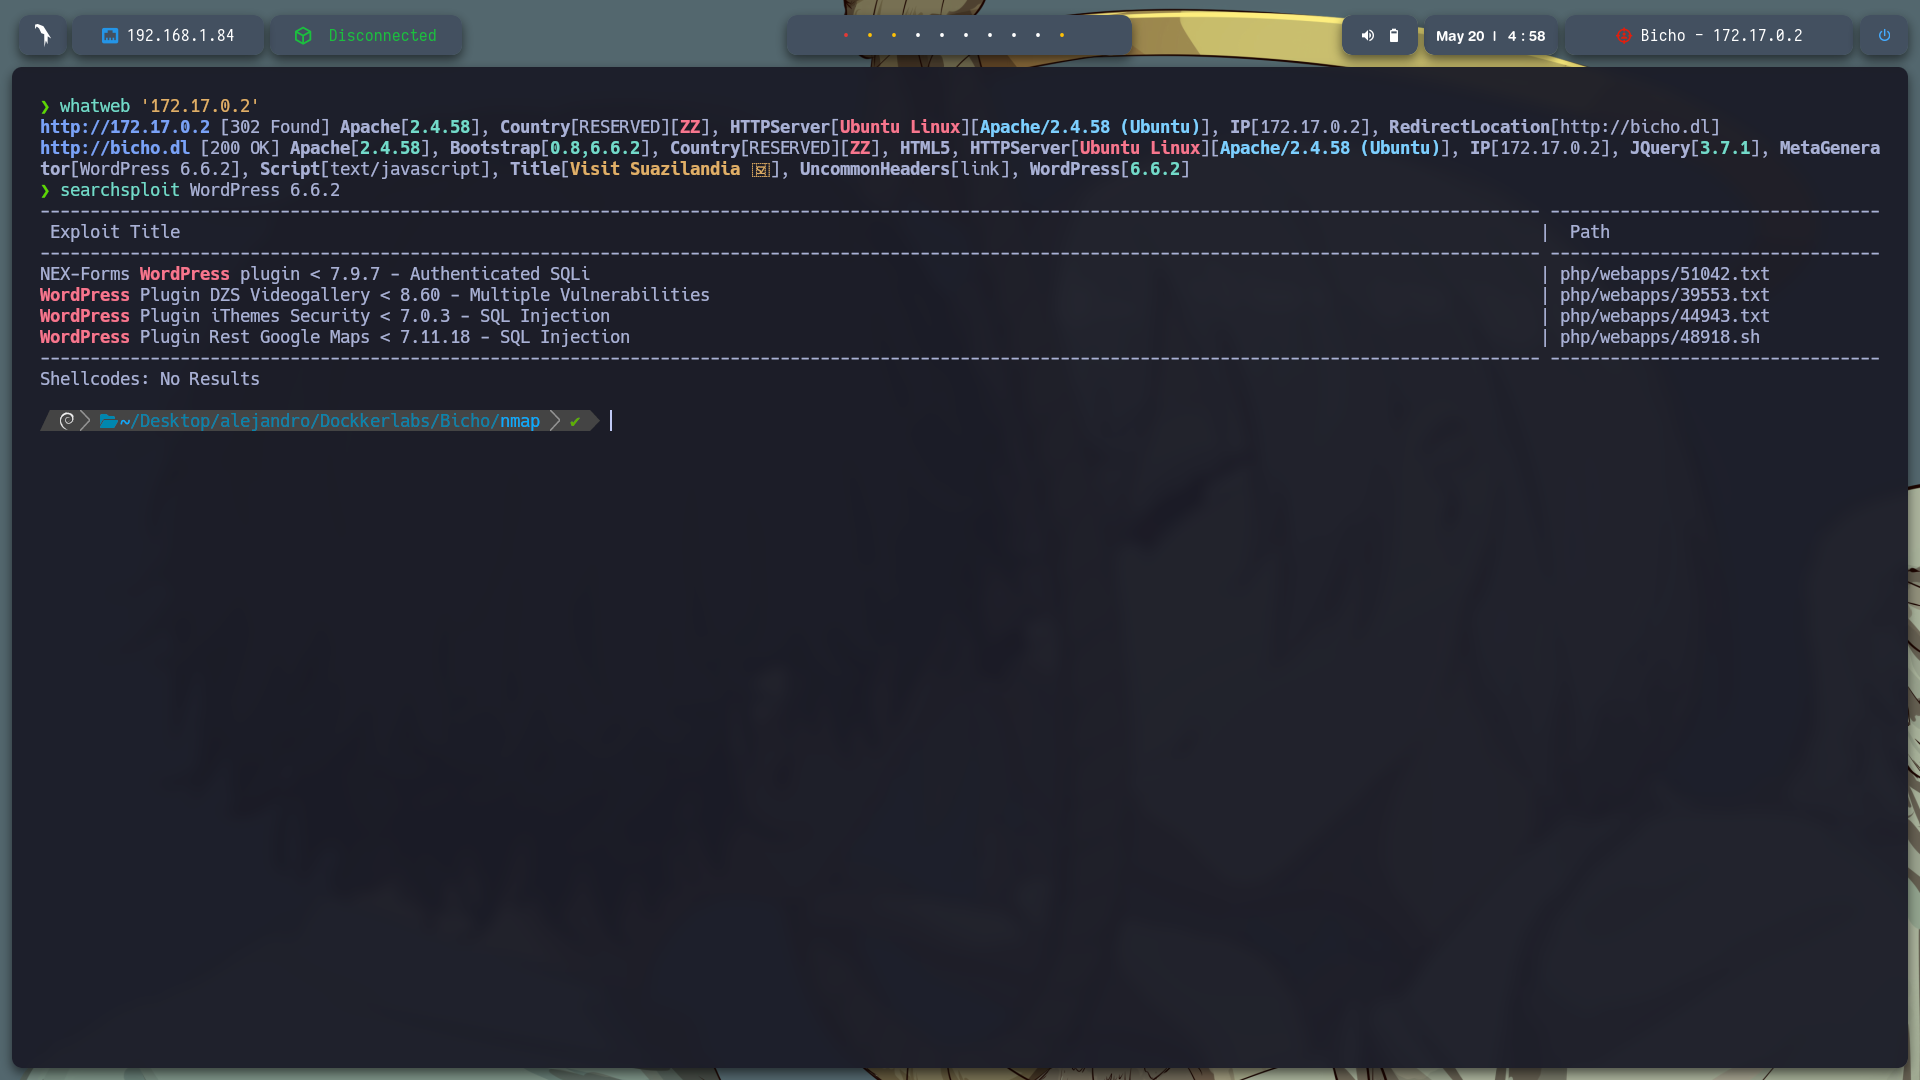 192.168.1.84 Disconnected May 20 | 4 : 58 Bicho - 172.17.0.2
❯ whatweb '172.17.0.2'
http://172.17.0.2 [302 Found] Apache[2.4.58], Country[RESERVED][ZZ], HTTPServer[Ubuntu Linux][Apache/2.4.58 (Ubuntu)], IP[172.17.0.2], RedirectLocation[http://bicho.dl]
http://bicho.dl [200 OK] Apache[2.4.58], Bootstrap[0.8,6.6.2], Country[RESERVED][ZZ], HTML5, HTTPServer[Ubuntu Linux][Apache/2.4.58 (Ubuntu)], IP[172.17.0.2], JQuery[3.7.1], MetaGenera
tor[WordPress 6.6.2], Script[text/javascript], Title[Visit Suazilandia ], UncommonHeaders[link], WordPress[6.6.2]
❯ searchsploit WordPress 6.6.2
Exploit Title | Path
NEX-Forms WordPress plugin < 7.9.7 - Authenticated SQLi | php/webapps/51042.txt
WordPress Plugin DZS Videogallery < 8.60 - Multiple Vulnerabilities | php/webapps/39553.txt
WordPress Plugin iThemes Security < 7.0.3 - SQL Injection | php/webapps/44943.txt
WordPress Plugin Rest Google Maps < 7.11.18 - SQL Injection | php/webapps/48918.sh
Shellcodes: No Results
~/Desktop/alejandro/Dockkerlabs/Bicho/nmap ✔